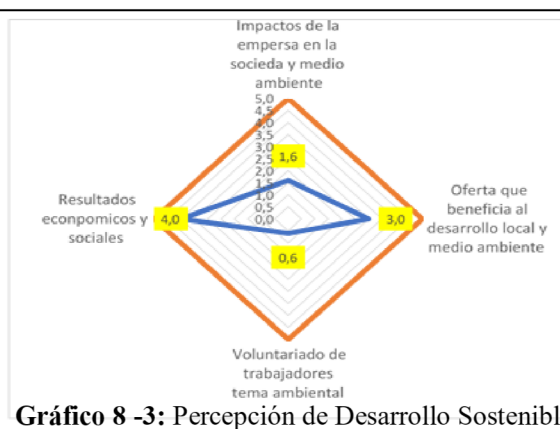 Impactos de la
empersa en la
socieda y medio
ambiente
5,0
4,5
4,0
3,5
3,0
2,5
2,0
1,5
1,0
0,5
0,0
1,6
Oferta que
beneficia al
desarrollo local y
medio ambiente
3,0
0,6
Voluntariado de
trabajadores
tema ambiental
Resultados
econpomicos y
sociales
4,0
Gráfico 8 -3: Percepción de Desarrollo Sostenibl